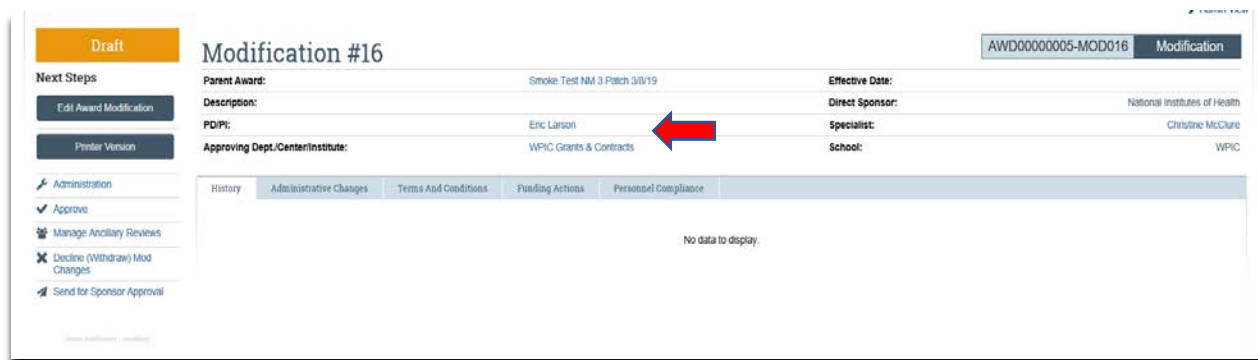 Draft
Modification #16
AWD00000005-MOD016 Modification
Next Steps
Edit Award Modification
Printer Version
Administration
Approve
Manage Ancillary Reviews
Decline (Withdraw) Mod
Changes
Send for Sponsor Approval
Parent Award: Smoke Test NM 3 Patch 3/8/19 Effective Date:
Description: Direct Sponsor: National Institutes of Health
PD/PI: Eric Larson Specialist: Christine McClure
Approving Dept./Center/Institute: WPIC Grants & Contracts School: WPIC
History Administrative Changes Terms And Conditions Funding Actions Personnel Compliance
No data to display.